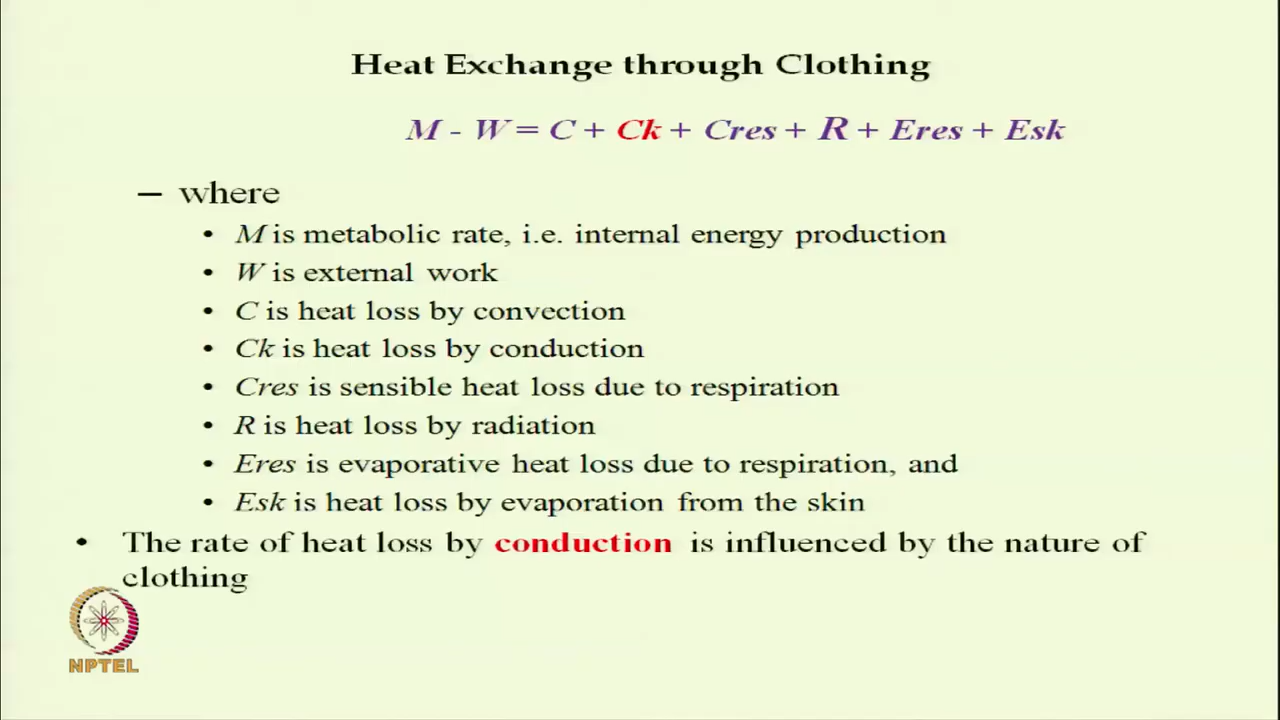 Heat Exchange through Clothing
M - W = C + Ck + Cres + R + Eres + Esk
– where
• M is metabolic rate, i.e. internal energy production
• W is external work
• C is heat loss by convection
• Ck is heat loss by conduction
• Cres is sensible heat loss due to respiration
• R is heat loss by radiation
• Eres is evaporative heat loss due to respiration, and
• Esk is heat loss by evaporation from the skin
• The rate of heat loss by conduction is influenced by the nature of
clothing
NPTEL